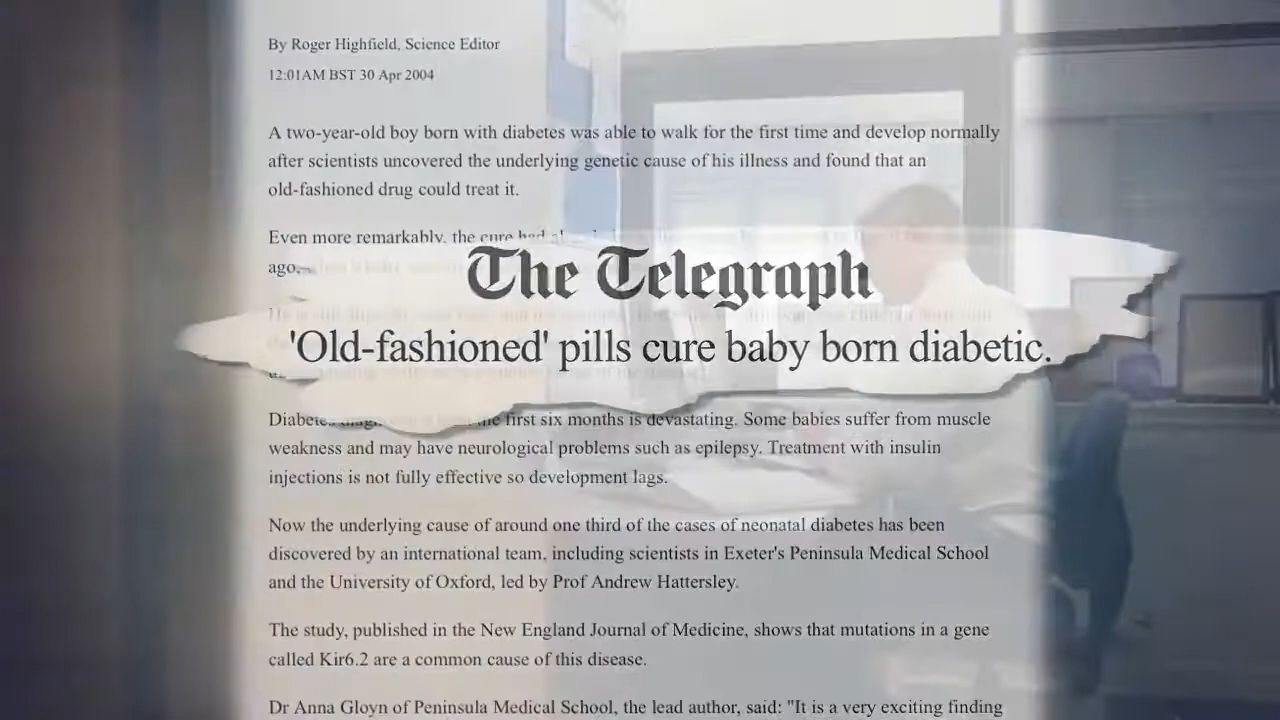 By Roger Highfield, Science Editor
12:01AM BST 30 Apr 2004
A two-year-old boy born with diabetes was able to walk for the first time and develop normally
after scientists uncovered the underlying genetic cause of his illness and found that an
old-fashioned drug could treat it.
Even more remarkably, the cure had
ago.
The Telegraph
'Old-fashioned' pills cure baby born diabetic.
Diabetes the first six months is devastating. Some babies suffer from muscle
weakness and may have neurological problems such as epilepsy. Treatment with insulin
injections is not fully effective so development lags.
Now the underlying cause of around one third of the cases of neonatal diabetes has been
discovered by an international team, including scientists in Exeter's Peninsula Medical School
and the University of Oxford, led by Prof Andrew Hattersley.
The study, published in the New England Journal of Medicine, shows that mutations in a gene
called Kir6.2 are a common cause of this disease.
Dr Anna Gloyn of Peninsula Medical School, the lead author, said: "It is a very exciting finding